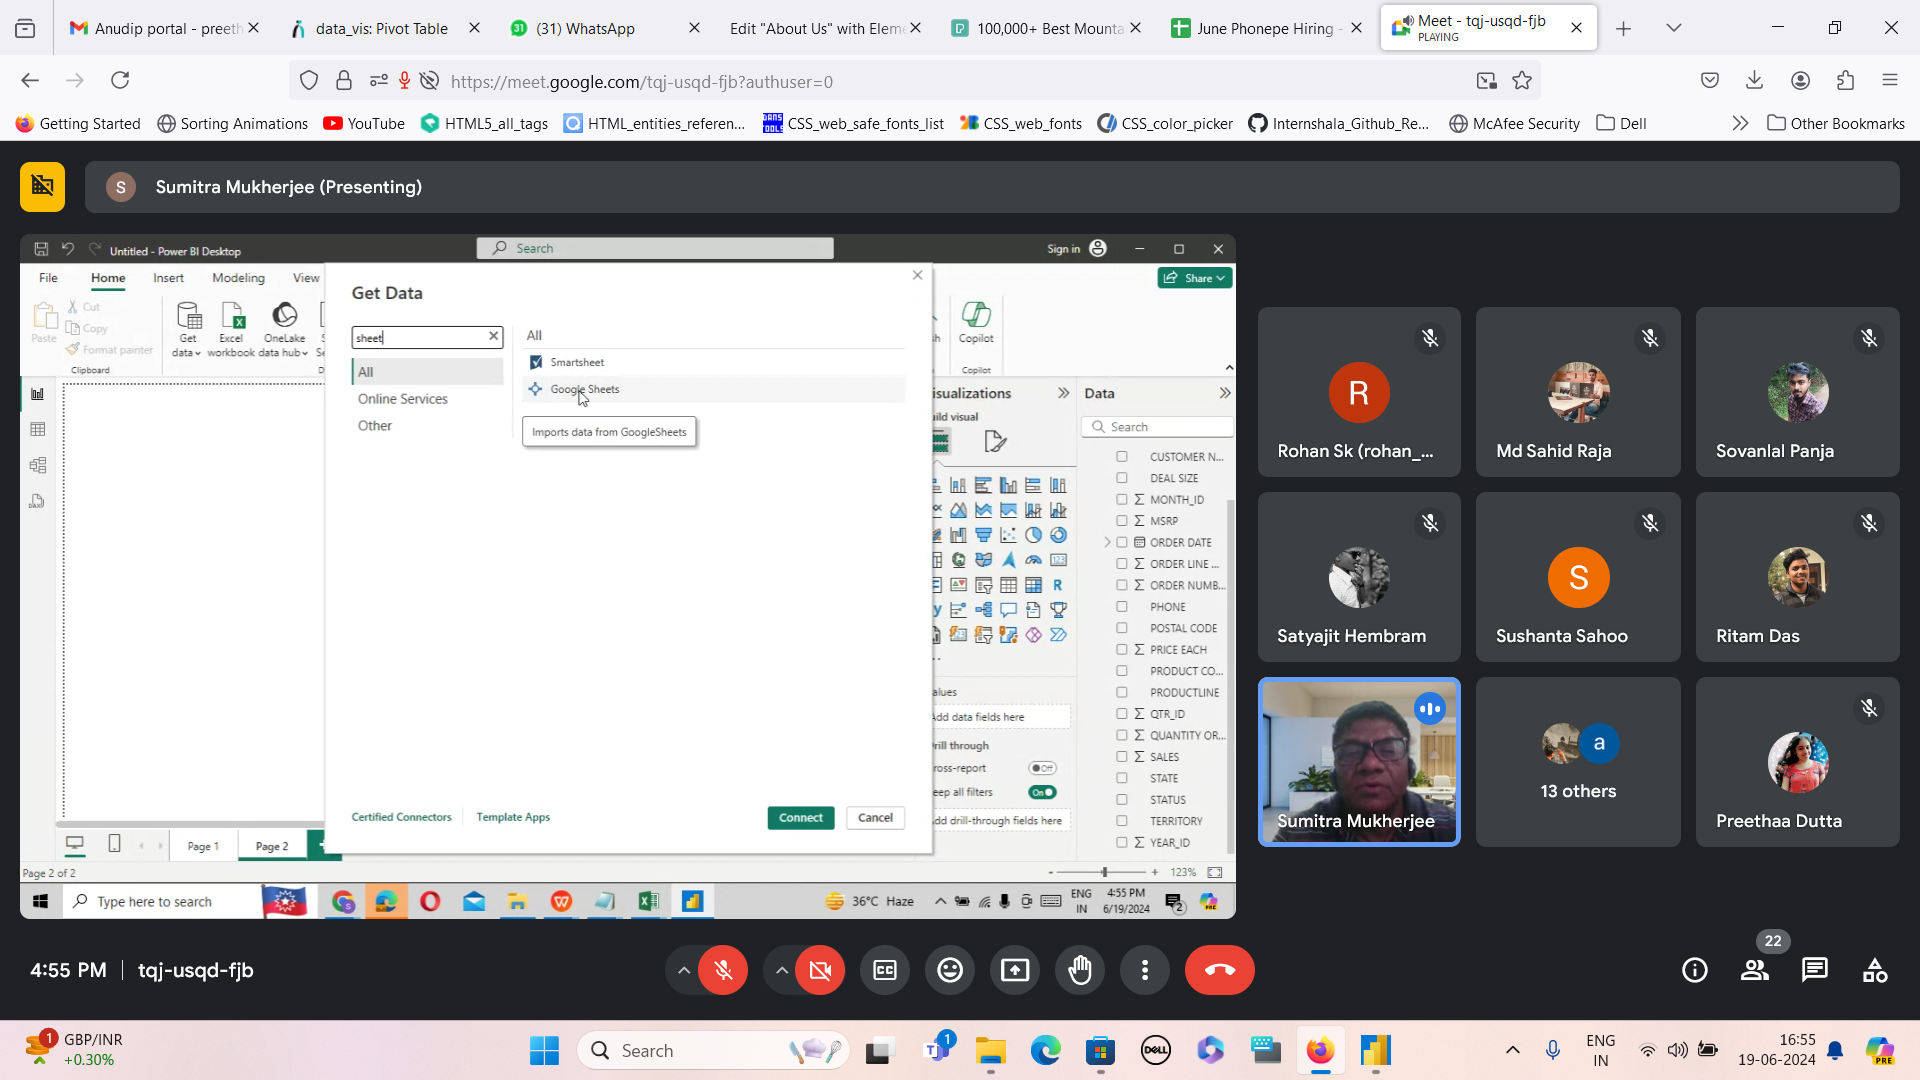 Anudip portal - preeth
data_vis: Pivot Table
(31) WhatsApp
Edit "About Us" with Eleme
100,000+ Best Mounta
June Phonepe Hiring -
Meet - tqj-usqd-fjb
PLAYING
https://meet.google.com/tqj-usqd-fjb?authuser=0
Getting Started
Sorting Animations
YouTube
HTML5_all_tags
HTML_entities_referen...
CSS_web_safe_fonts_list
CSS_web_fonts
CSS_color_picker
Internshala_Github_Re...
McAfee Security
Dell
Other Bookmarks
S
Sumitra Mukherjee (Presenting)
Untitled - Power BI Desktop
Search
Sign in
File
Home
Insert
Modeling
View
Share
Paste
Cut
Copy
Format painter
Clipboard
Get data
Excel workbook
OneLake data hub
Copilot
Copilot
Get Data
sheet
All
Online Services
Other
All
Smartsheet
Google Sheets
Imports data from GoogleSheets
Certified Connectors
Template Apps
Connect
Cancel
isualizations
uild visual
alues
Add data fields here
rill through
ross-report
Off
eep all filters
On
Add drill-through fields here
Data
Search
CUSTOMER N...
DEAL SIZE
MONTH_ID
MSRP
ORDER DATE
ORDER LINE ...
ORDER NUMB...
PHONE
POSTAL CODE
PRICE EACH
PRODUCT CO...
PRODUCTLINE
QTR_ID
QUANTITY OR...
SALES
STATE
STATUS
TERRITORY
YEAR_ID
Page 1
Page 2
Page 2 of 2
123%
Type here to search
36°C Haze
ENG
IN
4:55 PM
6/19/2024
2
R
Rohan Sk (rohan_...
Md Sahid Raja
Sovanlal Panja
Satyajit Hembram
S
Sushanta Sahoo
Ritam Das
Sumitra Mukherjee
a
13 others
Preethaa Dutta
4:55 PM
tqj-usqd-fjb
22
1
GBP/INR
+0.30%
Search
1
DELL
ENG
IN
16:55
19-06-2024
PRE